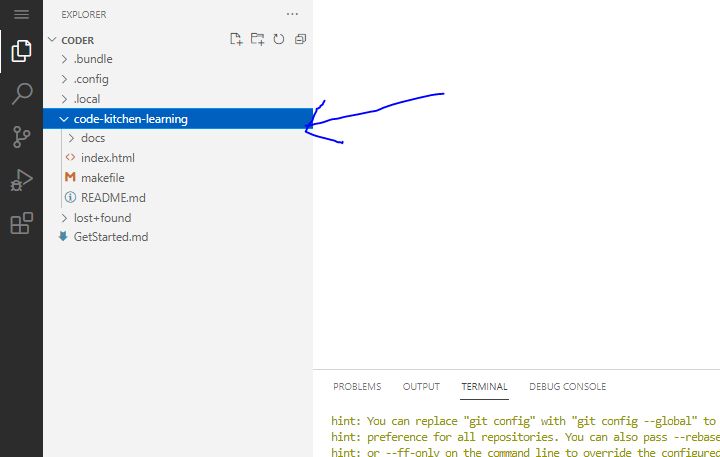 EXPLORER
CODER
.bundle
.config
.local
code-kitchen-learning
docs
index.html
makefile
README.md
lost+found
GetStarted.md
PROBLEMS OUTPUT TERMINAL DEBUG CONSOLE
hint: You can replace "git config" with "git config --global" to
hint: preference for all repositories. You can also pass --rebase
hint: or --ff-only on the command line to override the configured